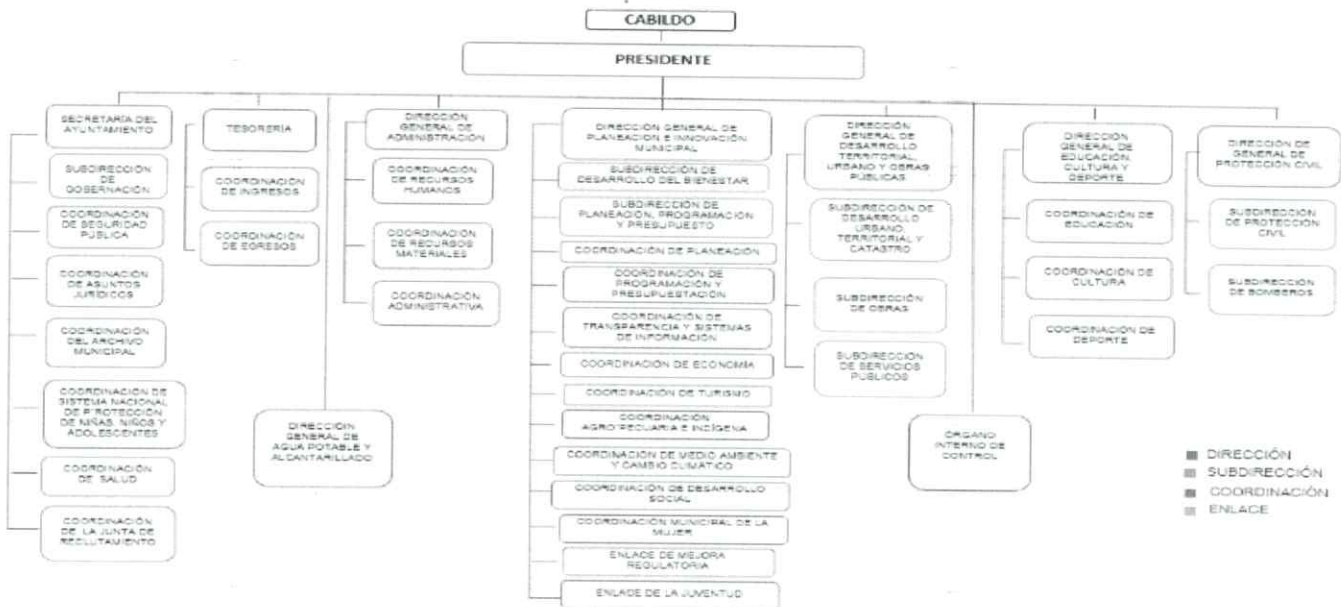 CABILDO
PRESIDENTE
SECRETARÍA DEL
AYUNTAMIENTO
SUBDIRECCIÓN
DE
GOBERNACIÓN
COORDINACIÓN
DE SEGURIDAD
PÚBLICA
COORDINACIÓN
DE ASUNTOS
JURÍDICOS
COORDINACIÓN
DEL ARCHIVO
MUNICIPAL
COORDINACIÓN DE
SISTEMA NACIONAL
DE PROTECCIÓN
DE NIÑAS, NIÑOS Y
ADOLESCENTES
COORDINACIÓN
DE SALUD
COORDINACIÓN
DE LA JUNTA DE
RECLUTAMIENTO
TESORERÍA
COORDINACIÓN
DE INGRESOS
COORDINACIÓN
DE EGRESOS
DIRECCIÓN
GENERAL DE
AGUA POTABLE Y
ALCANTARILLADO
DIRECCIÓN
GENERAL DE
ADMINISTRACIÓN
COORDINACIÓN
DE RECURSOS
HUMANOS
COORDINACIÓN
DE RECURSOS
MATERIALES
COORDINACIÓN
ADMINISTRATIVA
DIRECCIÓN GENERAL DE
PLANEACIÓN E INNOVACIÓN
MUNICIPAL
SUBDIRECCIÓN DE
DESARROLLO DEL BIENESTAR
SUBDIRECCIÓN DE
PLANEACIÓN, PROGRAMACIÓN
Y PRESUPUESTO
COORDINACIÓN DE PLANEACIÓN
COORDINACIÓN DE
PROGRAMACIÓN Y
PRESUPUESTACIÓN
COORDINACIÓN DE
TRANSPARENCIA Y SISTEMAS
DE INFORMACIÓN
COORDINACIÓN DE ECONOMÍA
COORDINACIÓN DE TURISMO
COORDINACIÓN
AGROPECUARIA E INDÍGENA
COORDINACIÓN DE MEDIO AMBIENTE
Y CAMBIO CLIMÁTICO
COORDINACIÓN DE DESARROLLO
SOCIAL
COORDINACIÓN MUNICIPAL DE LA
MUJER
ENLACE DE MEJORA
REGULATORIA
ENLACE DE LA JUVENTUD
DIRECCIÓN
GENERAL DE
DESARROLLO
TERRITORIAL,
URBANO Y OBRAS
PÚBLICAS
SUBDIRECCIÓN DE
DESARROLLO
URBANO,
TERRITORIAL Y
CATASTRO
SUBDIRECCIÓN
DE OBRAS
SUBDIRECCIÓN
DE SERVICIOS
PÚBLICOS
ÓRGANO
INTERNO DE
CONTROL
DIRECCIÓN
GENERAL DE
EDUCACIÓN,
CULTURA Y
DEPORTE
COORDINACIÓN DE
EDUCACIÓN
COORDINACIÓN DE
CULTURA
COORDINACIÓN DE
DEPORTE
DIRECCIÓN DE
GENERAL DE
PROTECCIÓN CIVIL
SUBDIRECCIÓN
DE PROTECCIÓN
CIVIL
SUBDIRECCIÓN
DE BOMBEROS
DIRECCIÓN
SUBDIRECCIÓN
COORDINACIÓN
ENLACE